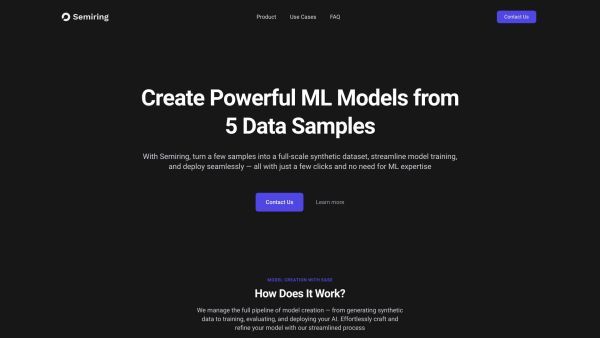 Semiring
Product
Use Cases
FAQ
Contact Us
Create Powerful ML Models from
5 Data Samples
With Semiring, turn a few samples into a full-scale synthetic dataset, streamline model training,
and deploy seamlessly — all with just a few clicks and no need for ML expertise
Contact Us
Learn more
MODEL CREATION WITH EASE
How Does It Work?
We manage the full pipeline of model creation — from generating synthetic
data to training, evaluating, and deploying your AI. Effortlessly craft and
refine your model with our streamlined process